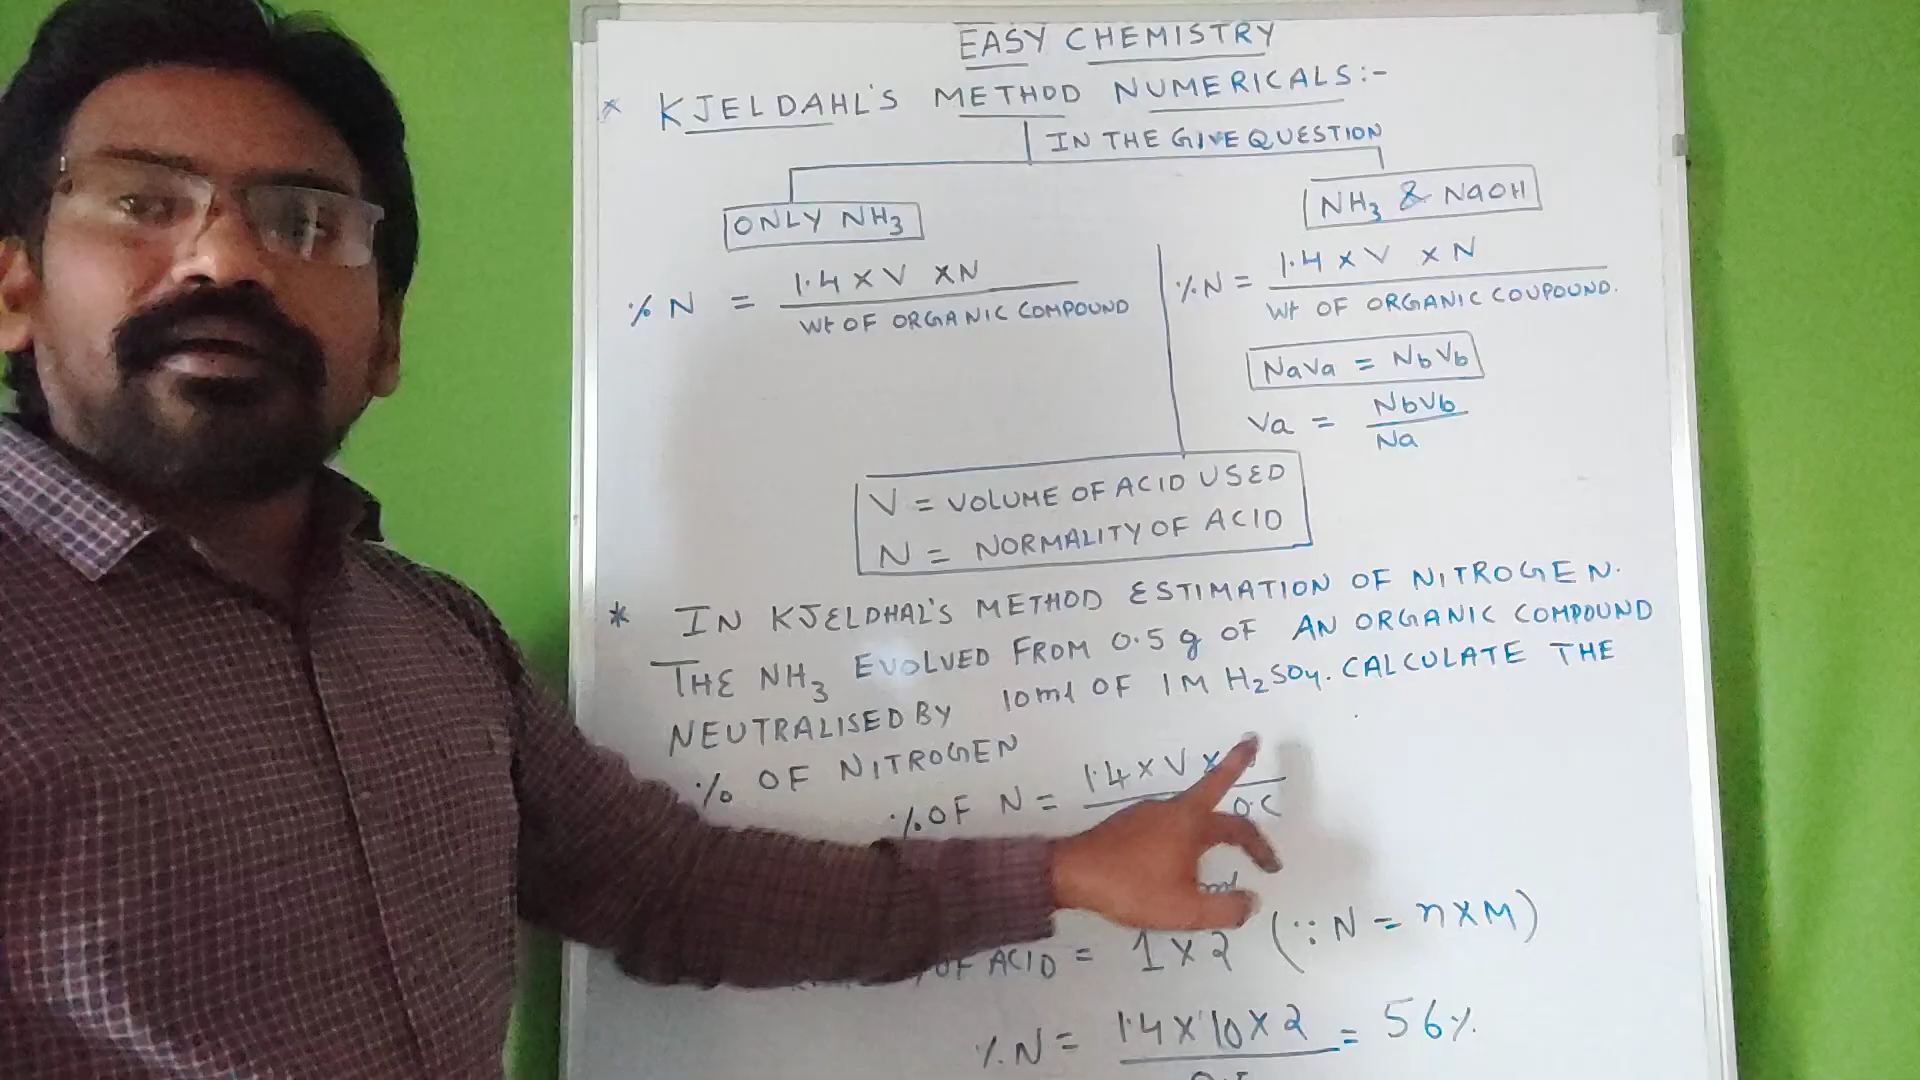 EASY CHEMISTRY
* KJELDAHL'S METHOD NUMERICALS:-
IN THE GIVE QUESTION
ONLY NH3
NH3 & NaOH
% N = 1.4 x V x N
Wt OF ORGANIC COMPOUND
% N = 1.4 x V x N
Wt OF ORGANIC COUPOUND.
NaVa = NbVb
Va = NbVb
Na
V = VOLUME OF ACID USED
N = NORMALITY OF ACID
* IN KJELDHAL'S METHOD ESTIMATION OF NITROGEN.
THE NH3 EVOLVED FROM 0.5g OF AN ORGANIC COMPOUND
NEUTRALISED BY 10ml OF 1M H2SO4. CALCULATE THE
% OF NITROGEN
% OF N = 1.4 x V x
O.C
ml
OF ACID = 1 x 2 (∵ N = n x M)
% N = 1.4 x 10 x 2 = 56%